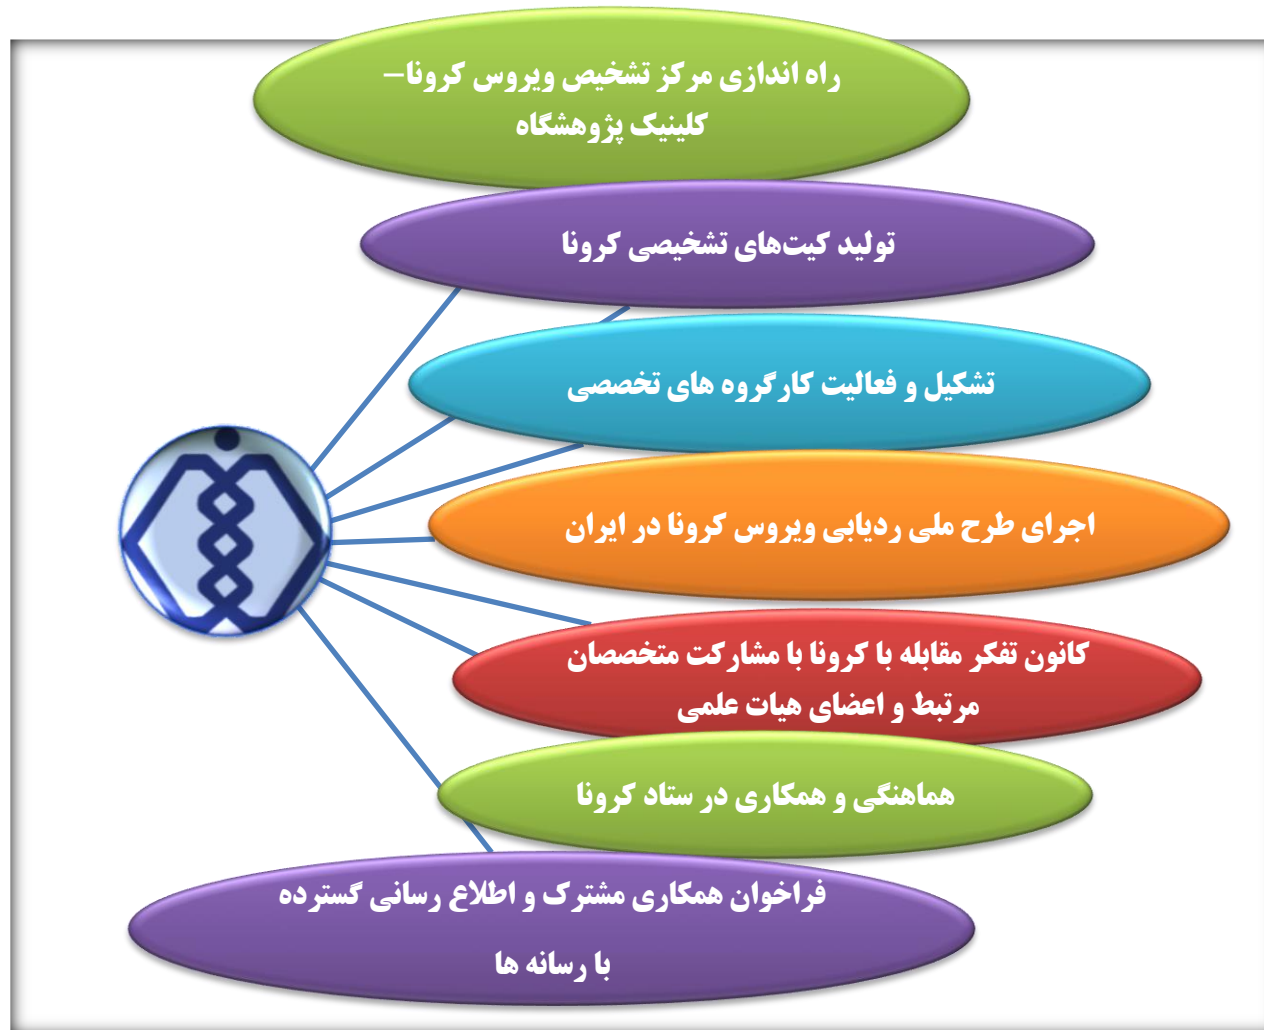 راه اندازی مرکز تشخیص ویروس کرونا–
کلینیک پژوهشگاه
تولید کیت‌های تشخیصی کرونا
تشکیل و فعالیت کارگروه های تخصصی
اجرای طرح ملی ردیابی ویروس کرونا در ایران
کانون تفکر مقابله با کرونا با مشارکت متخصصان
مرتبط و اعضای هیات علمی
هماهنگی و همکاری در ستاد کرونا
فراخوان همکاری مشترک و اطلاع رسانی گسترده
با رسانه ها